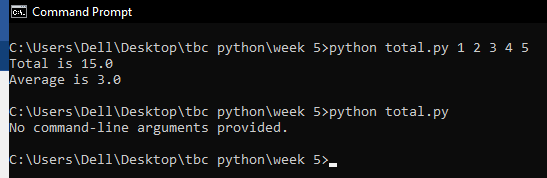 Command Prompt
C:\Users\Dell\Desktop\tbc python\week 5>python total.py 1 2 3 4 5
Total is 15.0
Average is 3.0
C:\Users\Dell\Desktop\tbc python\week 5>python total.py
No command-line arguments provided.
C:\Users\Dell\Desktop\tbc python\week 5>